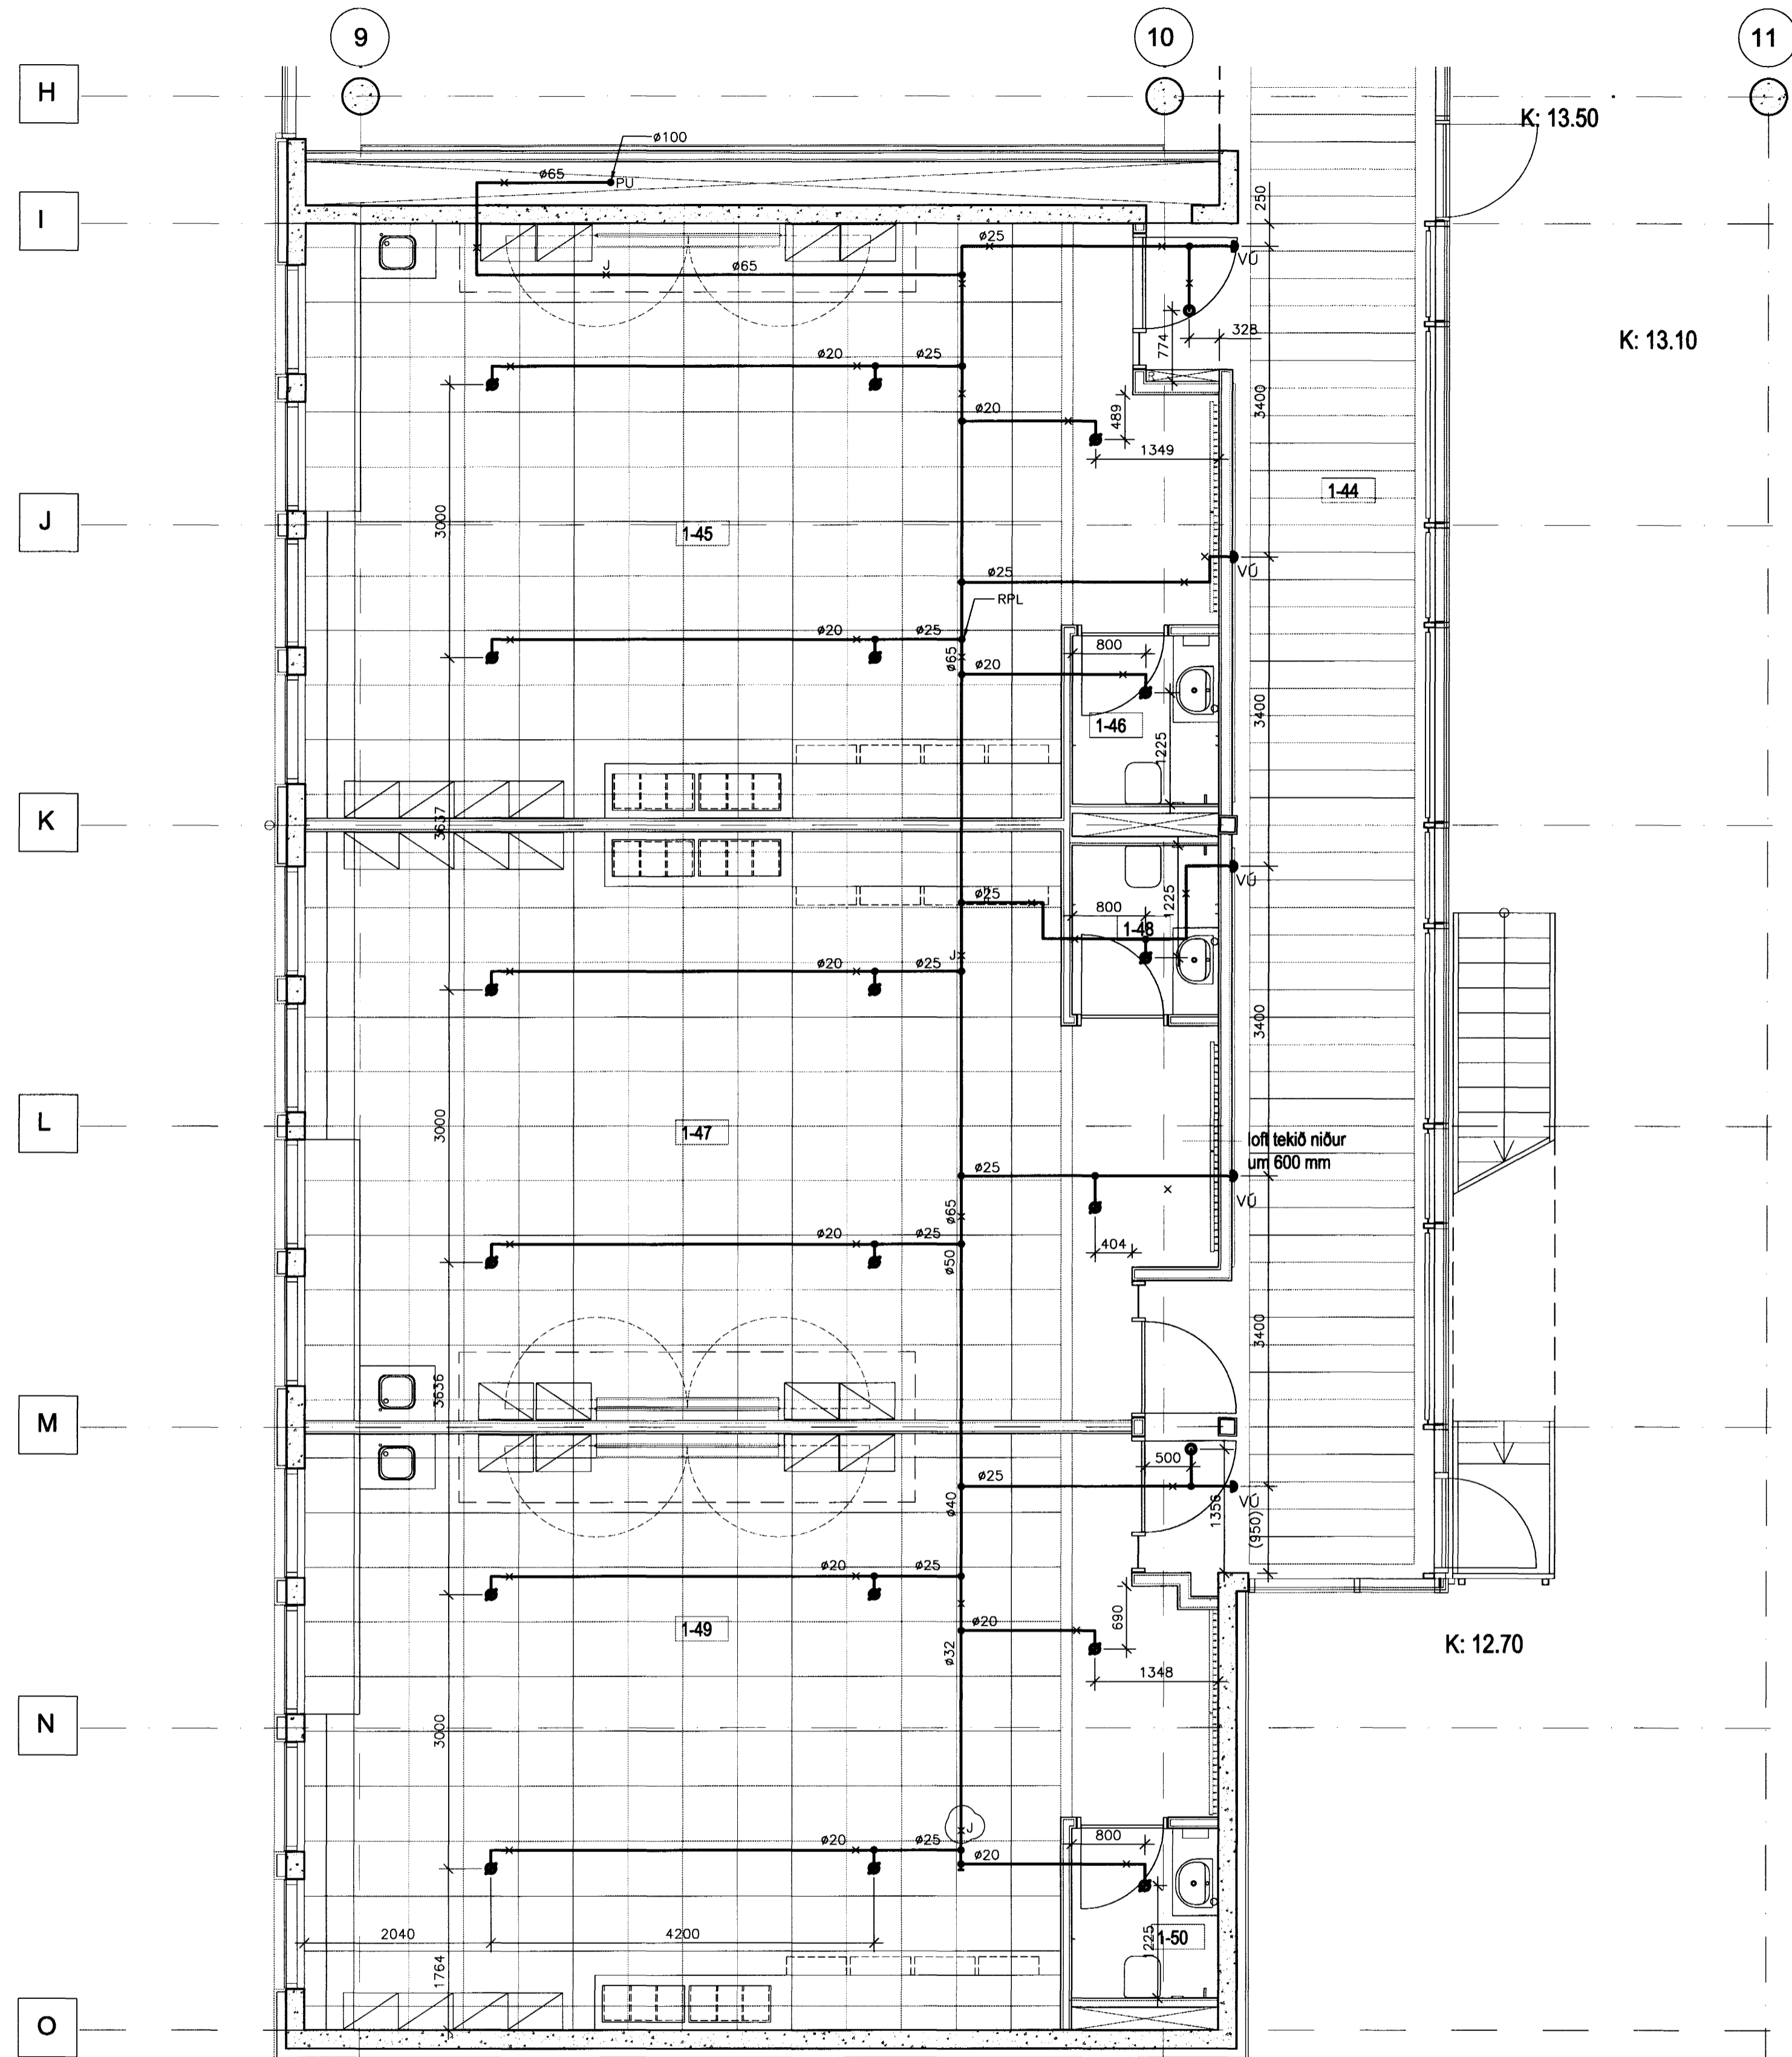 9
10
11
H
K: 13.50
ø100
ø65
PU
I
250
ø25
VÚ
J
ø65
328
K: 13.10
774
R
ø20
ø25
3400
489
ø20
1349
1-44
J
3000
1-45
ø25
VÚ
RPL
ø20
ø25
ø65
800
ø20
3400
1-46
1225
K
3637
VÚ
ø25
800
1225
1-48
J
ø20
ø25
3400
L
3000
1-47
loft tekið niður
um 600 mm
ø25
VÚ
ø65
ø20
ø25
404
ø50
3400
3636
M
500
ø25
VÚ
ø40
1356
(950)
ø20
ø25
690
1-49
ø20
ø32
K: 12.70
1348
N
3000
J
800
ø20
ø25
ø20
2040
4200
1225
1-50
1764
O